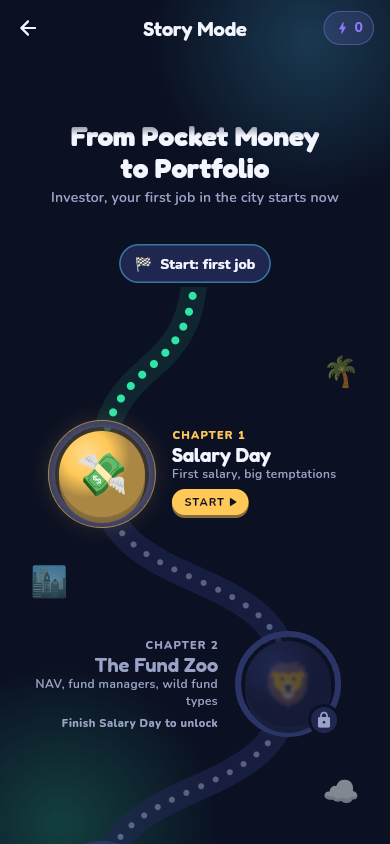 Story Mode
0
From Pocket Money
to Portfolio
Investor, your first job in the city starts now
Start: first job
CHAPTER 1
Salary Day
First salary, big temptations
START
CHAPTER 2
The Fund Zoo
NAV, fund managers, wild fund
types
Finish Salary Day to unlock